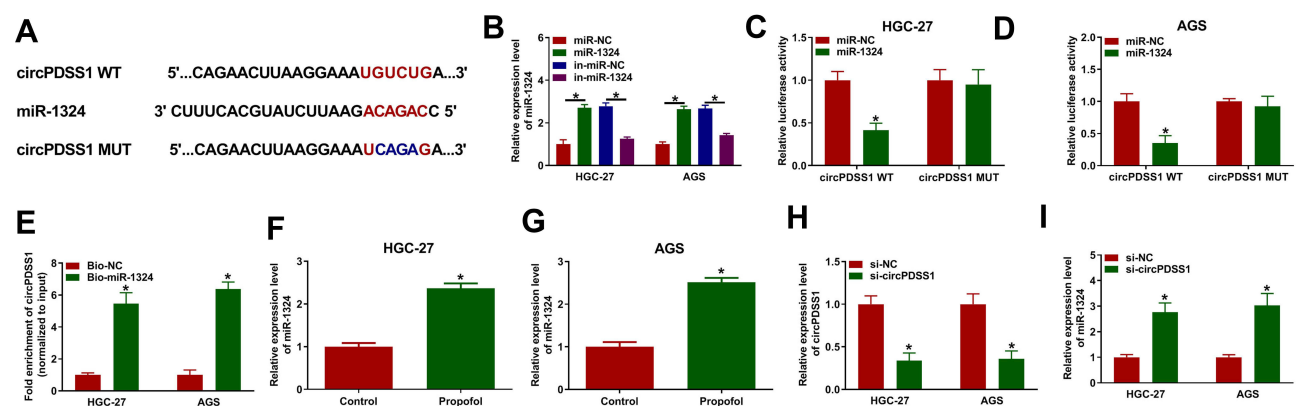 A
circPDSS1 WT 5'...CAGAACUUAAGGAAAUGUCUGA...3'
miR-1324 3' CUUUCACGUAUCUUAAGACAGACC 5'
circPDSS1 MUT 5'...CAGAACUUAAGGAAAUCAGAGA...3'
B
Relative expression level
of miR-1324
6
4
2
0
miR-NC
miR-1324
in-miR-NC
in-miR-1324
* * * *
HGC-27 AGS
C
HGC-27
Relative luciferase activity
1.5
1.0
0.5
0.0
miR-NC
miR-1324
*
circPDSS1 WT circPDSS1 MUT
D
AGS
Relative luciferase activity
2.0
1.5
1.0
0.5
0.0
miR-NC
miR-1324
*
circPDSS1 WT circPDSS1 MUT
E
Fold enrichment of circPDSS1
(normalized to input)
8
6
4
2
0
Bio-NC
Bio-miR-1324
* *
HGC-27 AGS
F
HGC-27
Relative expression level
of miR-1324
3
2
1
0
*
Control Propofol
G
AGS
Relative expression level
of miR-1324
3
2
1
0
*
Control Propofol
H
Relative expression level
of circPDSS1
1.5
1.0
0.5
0.0
si-NC
si-circPDSS1
* *
HGC-27 AGS
I
Relative expression level
of miR-1324
5
4
3
2
1
0
si-NC
si-circPDSS1
* *
HGC-27 AGS